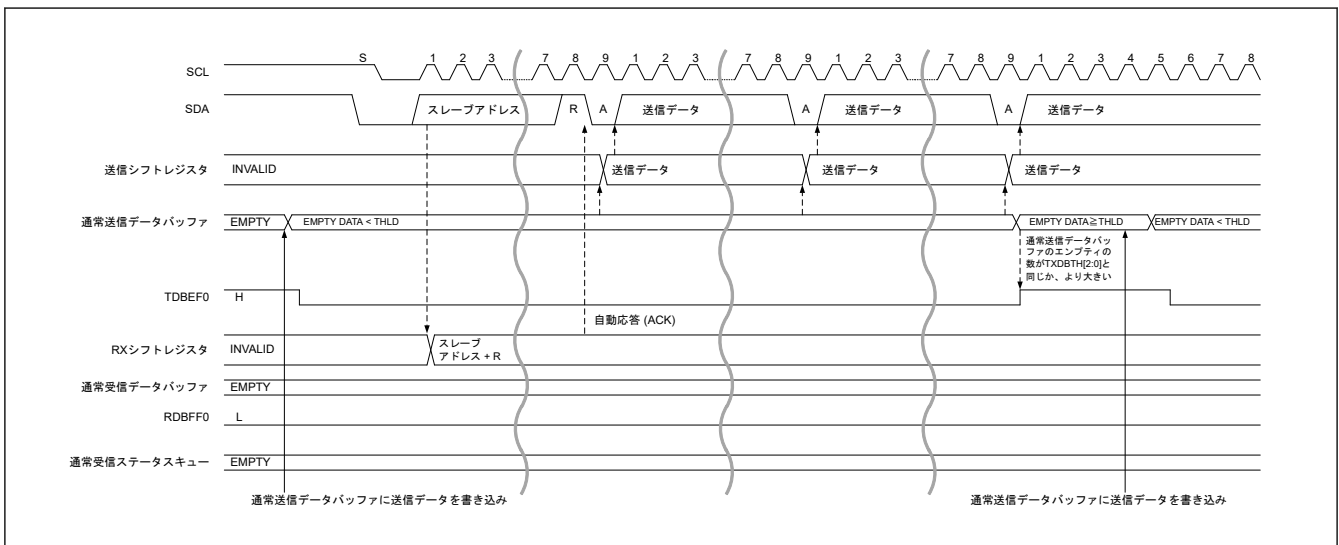 S 1 2 3 7 8 9 1 2 3 7 8 9 1 2 3 7 8 9 1 2 3 4 5 6 7 8
SCL
SDA スレーブアドレス R A 送信データ A 送信データ A 送信データ
送信シフトレジスタ INVALID 送信データ 送信データ 送信データ
通常送信データバッファ EMPTY EMPTY DATA < THLD EMPTY DATA≧THLD EMPTY DATA < THLD
通常送信データバッ
ファのエンプティの
数がTXDBTH[2:0]と
同じか、より大きい
TDBEF0 H
自動応答 (ACK)
RXシフトレジスタ INVALID スレーブ
アドレス + R
通常受信データバッファ EMPTY
RDBFF0 L
通常受信ステータスキュー EMPTY
通常送信データバッファに送信データを書き込み 通常送信データバッファに送信データを書き込み